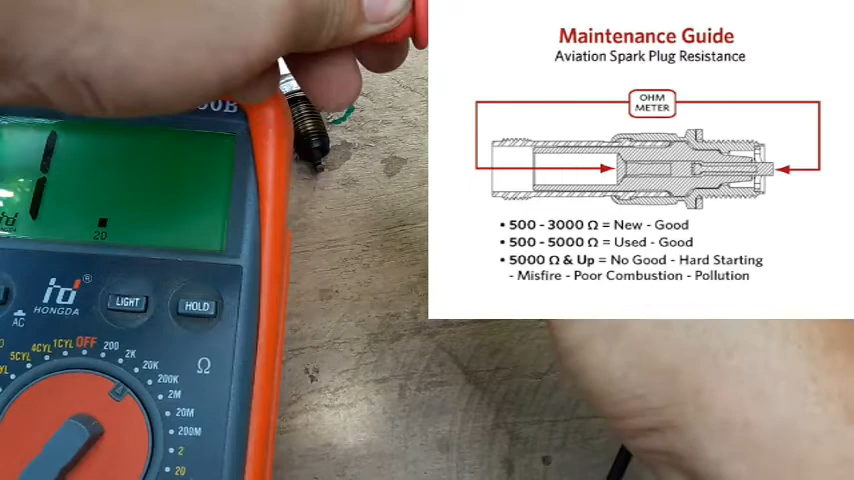 00B
1
20
LIGHT
HOLD
HONGDA
AC
OFF
200
2K
20K
200K
2M
20M
200M
2
20
1CYL
4CYL
5CYL
Ω
Maintenance Guide
Aviation Spark Plug Resistance
OHM
METER
• 500 - 3000 Ω = New - Good
• 500 - 5000 Ω = Used - Good
• 5000 Ω & Up = No Good - Hard Starting
- Misfire - Poor Combustion - Pollution